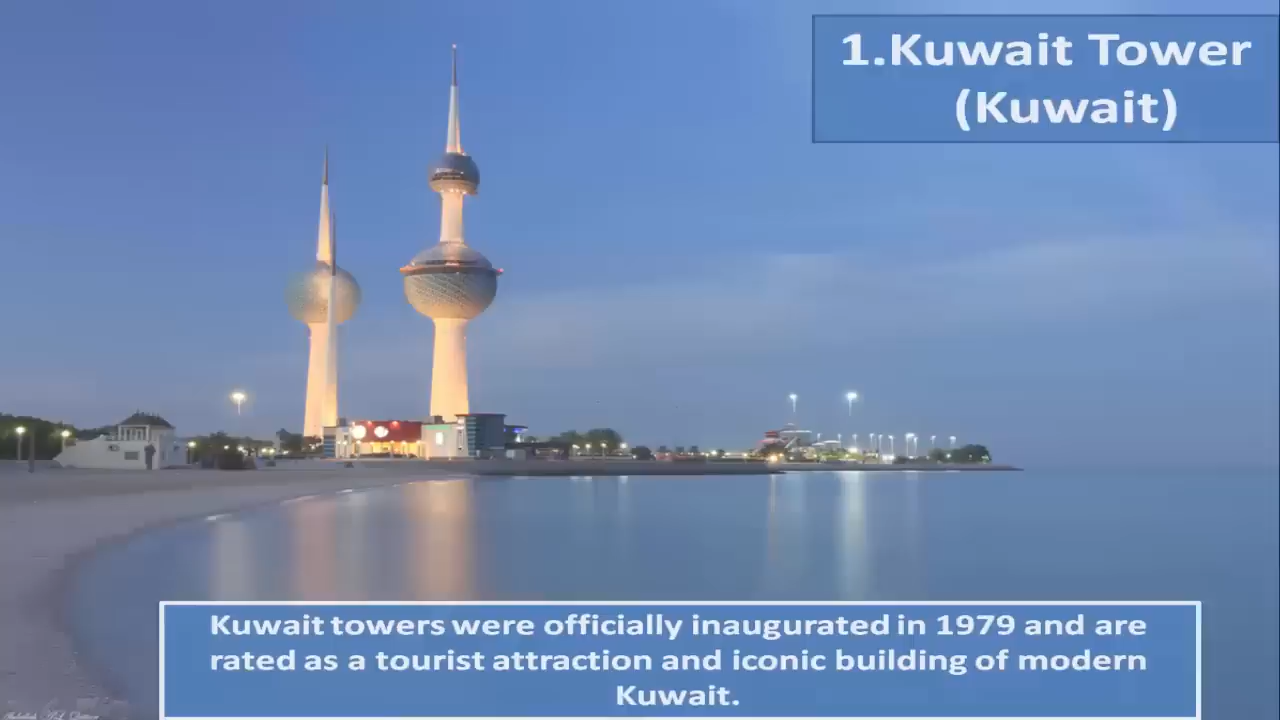 1.Kuwait Tower
(Kuwait)
Kuwait towers were officially inaugurated in 1979 and are
rated as a tourist attraction and iconic building of modern
Kuwait.